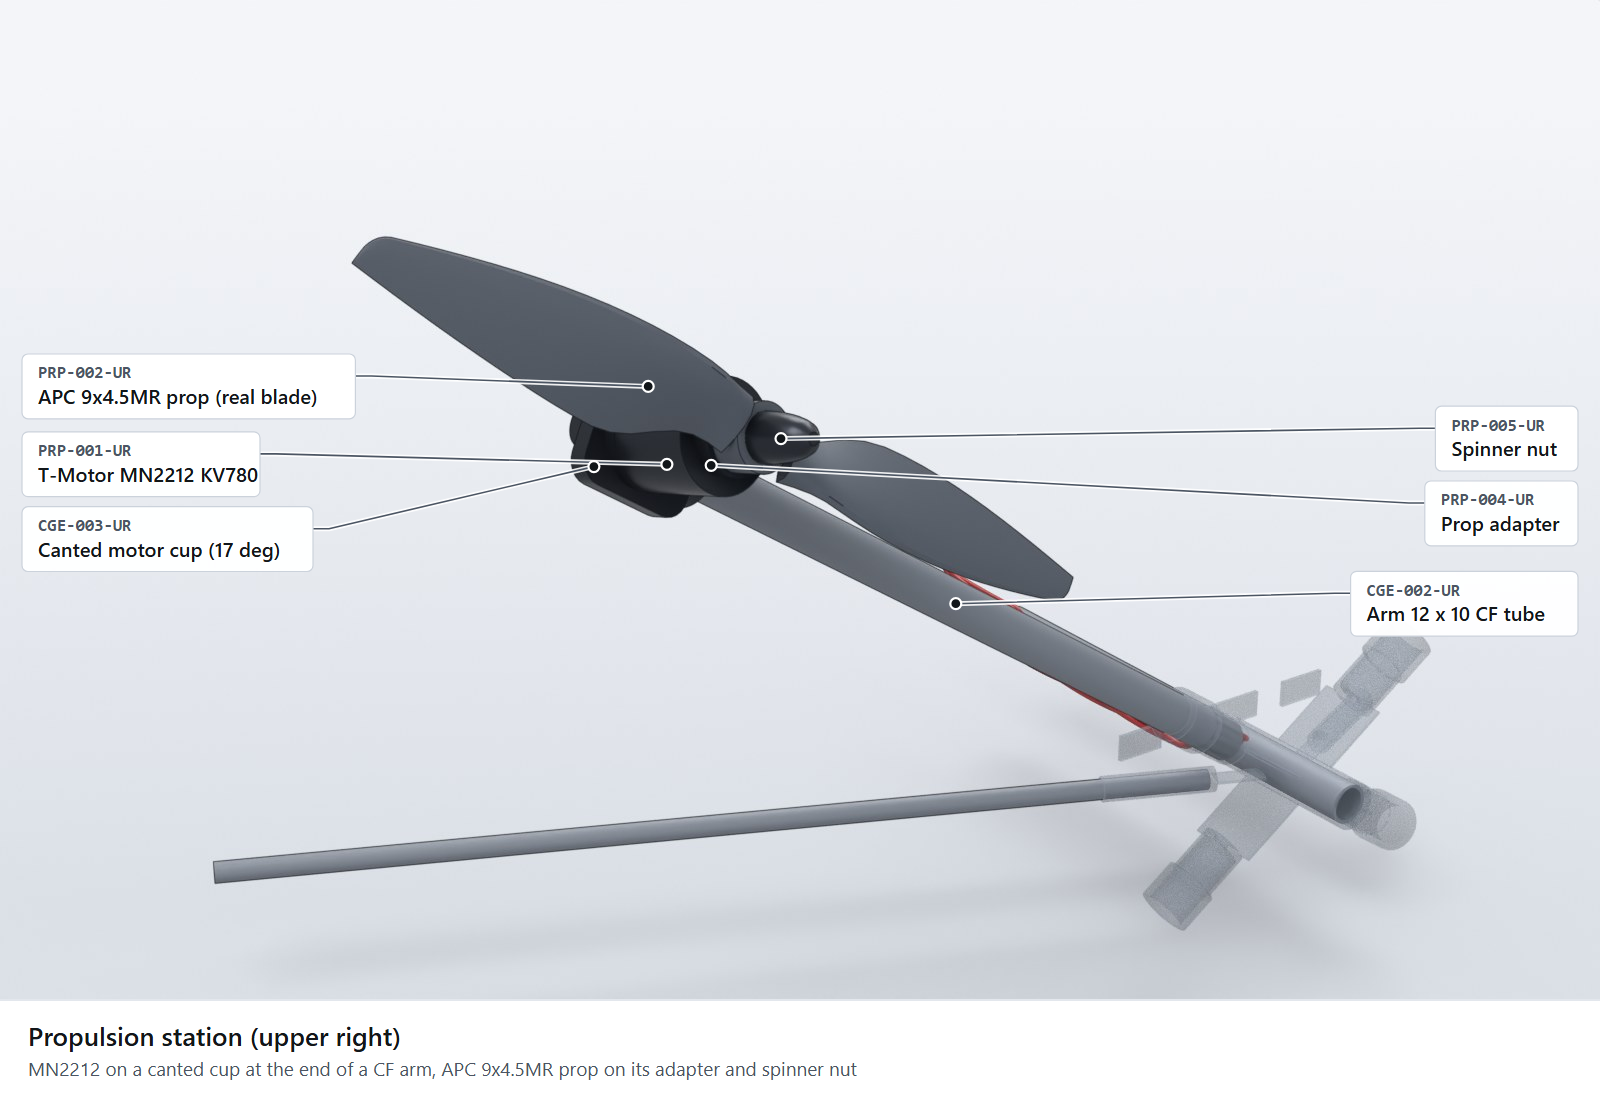 PRP-002-UR
APC 9x4.5MR prop (real blade)
PRP-001-UR
T-Motor MN2212 KV780
CGE-003-UR
Canted motor cup (17 deg)
PRP-005-UR
Spinner nut
PRP-004-UR
Prop adapter
CGE-002-UR
Arm 12 x 10 CF tube
Propulsion station (upper right)
MN2212 on a canted cup at the end of a CF arm, APC 9x4.5MR prop on its adapter and spinner nut